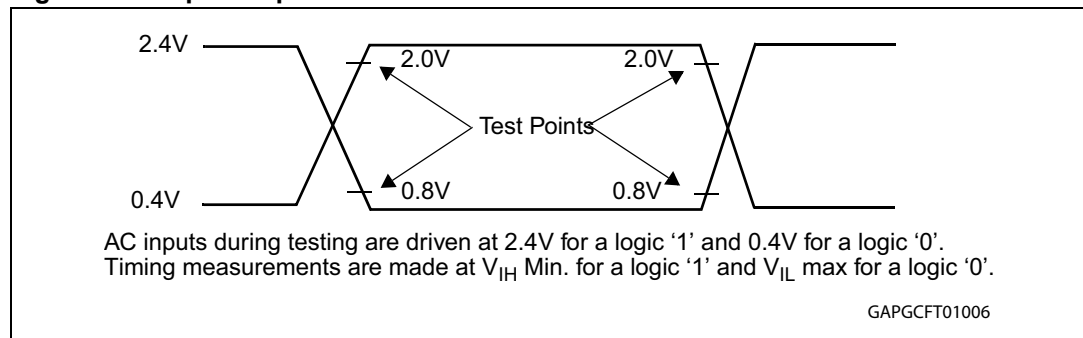 2.4V
2.0V
2.0V
Test Points
0.4V
0.8V
0.8V
AC inputs during testing are driven at 2.4V for a logic ‘1’ and 0.4V for a logic ‘0’.
Timing measurements are made at VIH Min. for a logic ‘1’ and VIL max for a logic ‘0’.
GAPGCFT01006